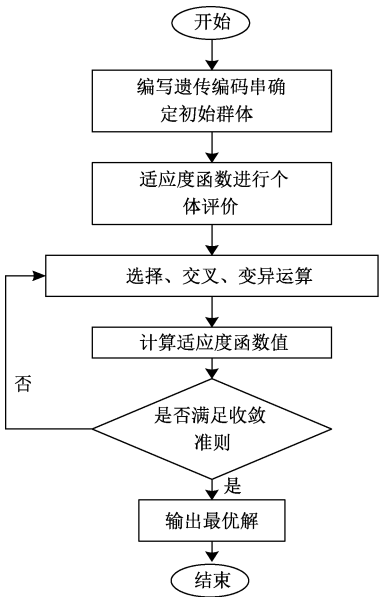 开始
编写遗传编码串确
定初始群体
适应度函数进行个
体评价
选择、交叉、变异运算
计算适应度函数值
否
是否满足收敛
准则
是
输出最优解
结束